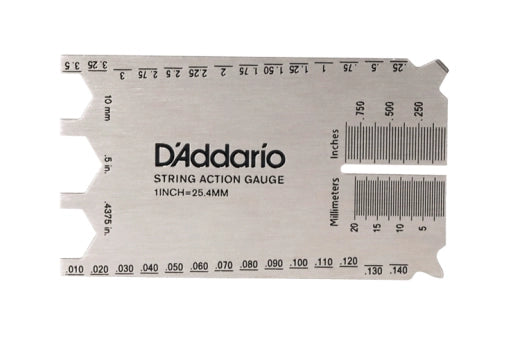 3.5 3.25 3 2.75 2.5 2.25 2 1.75 1.50 1.25 1 .75 .5 .25
10 mm
.5 in.
.4375 in.
D'Addario
STRING ACTION GAUGE
1INCH=25.4MM
Inches
.750 .500 .250
Millimeters
20 15 10 5
.010 .020 .030 .040 .050 .060 .070 .080 .090 .100 .110 .120 .130 .140